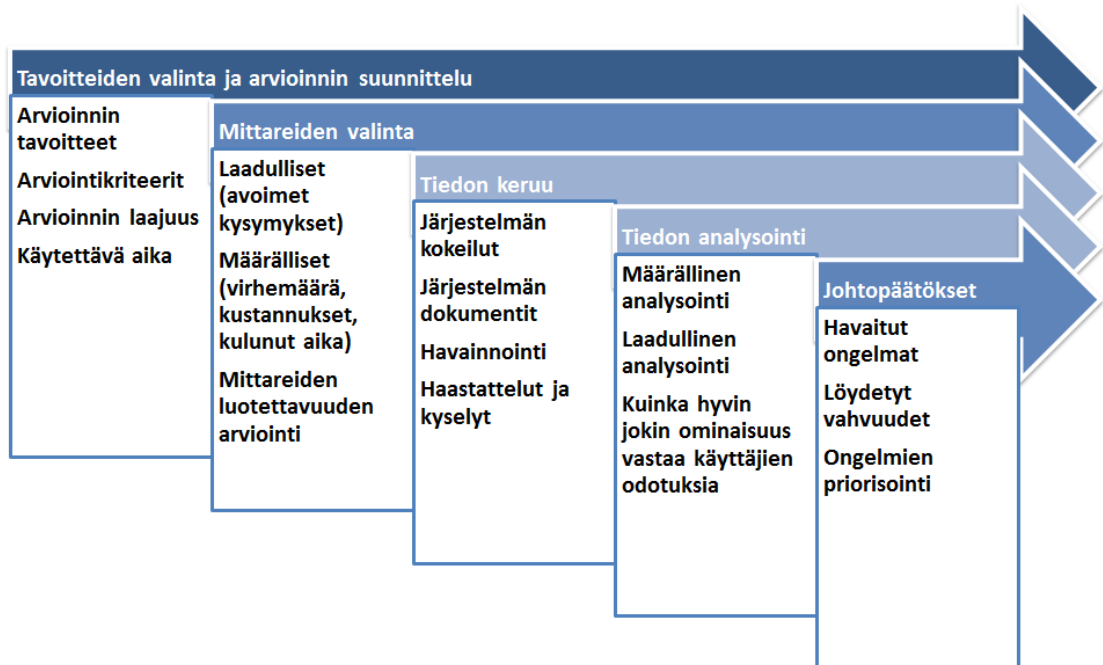 Tavoitteiden valinta ja arvioinnin suunnittelu
Arvioinnin
tavoitteet
Arviointikriteerit
Arvioinnin laajuus
Käytettävä aika
Mittareiden valinta
Laadulliset
(avoimet
kysymykset)
Määrälliset
(virhemäärä,
kustannukset,
kulunut aika)
Mittareiden
luotettavuuden
arviointi
Tiedon keruu
Järjestelmän
kokeilut
Järjestelmän
dokumentit
Havainnointi
Haastattelut ja
kyselyt
Tiedon analysointi
Määrällinen
analysointi
Laadullinen
analysointi
Kuinka hyvin
jokin ominaisuus
vastaa käyttäjien
odotuksia
Johtopäätökset
Havaitut
ongelmat
Löydetyt
vahvuudet
Ongelmien
priorisointi